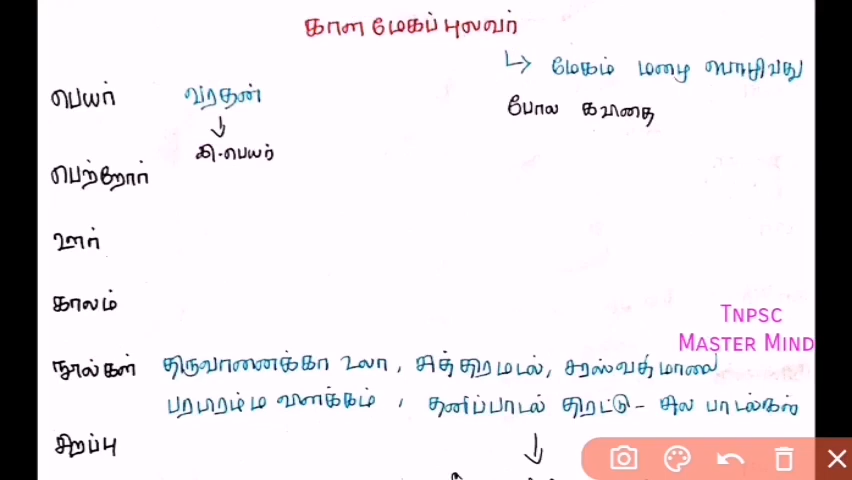 காள மேகப் புலவர்
↳ மேகம் மழை பொழிவது
போல கவிதை
பெயர் வரதன்
↓
இ.பெயர்
பெற்றோர்
ஊர்
காலம்
TNPSC
MASTER MIND
நூல்கள் திருவானைக்கா உலா, சித்திரமடல், சரஸ்வதி மாலை
பரபிரம்ம விளக்கம், தனிப்பாடல் திரட்டு - சில பாடல்கள்
சிறப்பு ↓